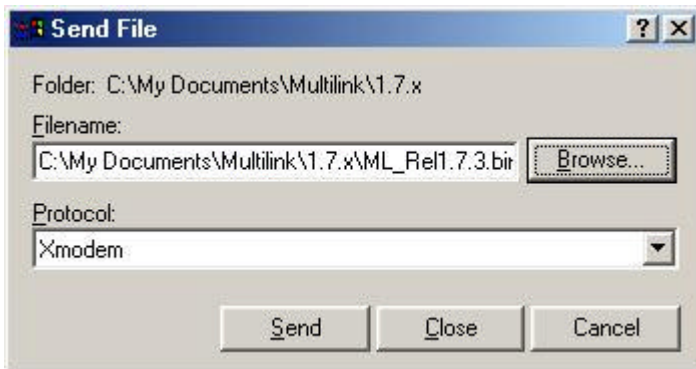 Send File
Folder: C:\My Documents\Multilink\1.7.x
Filename:
C:\My Documents\Multilink\1.7.x\ML_Rel1.7.3.bin
Browse...
Protocol:
Xmodem
Send Close Cancel